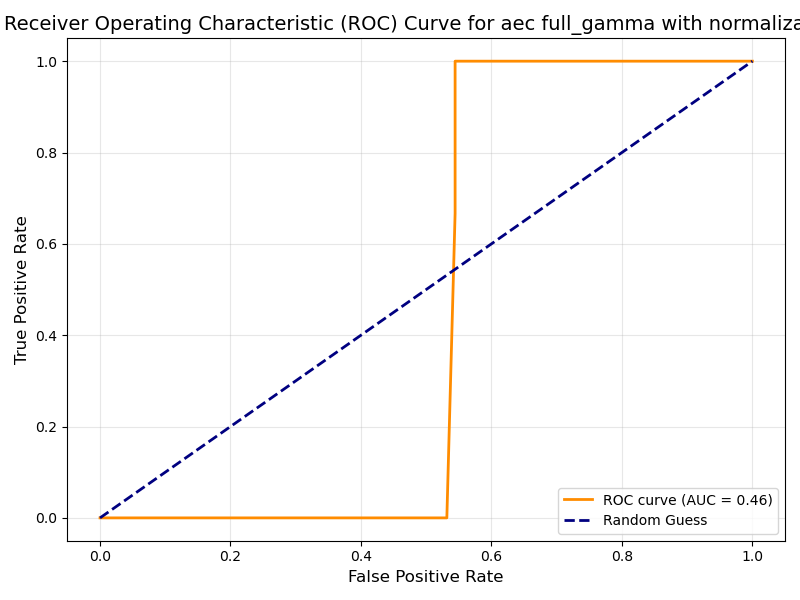 Receiver Operating Characteristic (ROC) Curve for aec full_gamma with normaliza
1.0
0.8
0.6
0.4
0.2
0.0
True Positive Rate
0.0 0.2 0.4 0.6 0.8 1.0
False Positive Rate
ROC curve (AUC = 0.46)
Random Guess